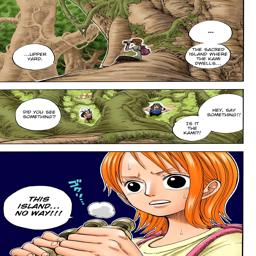 ...UPPER
YARD.
...
THE SACRED
ISLAND WHERE
THE KAMI
DWELLS...
DID YOU SEE
SOMETHING?
HEY, SAY
SOMETHING!!
IS IT
THE
KAMI?!
THIS
ISLAND...
NO WAY!!!